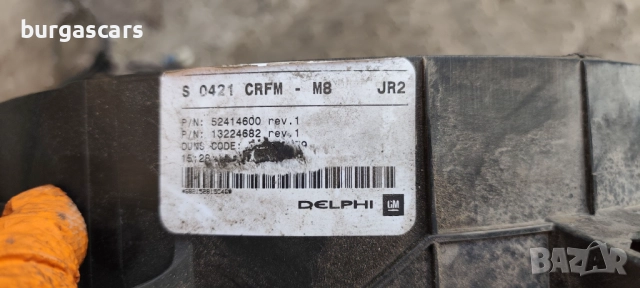 burgascars
S 0421 CRFM - M8 JR2
P/N: 52414600 rev.1
P/N: 13224682 rev.1
DUNS CODE:
DELPHI GM
BAZAR